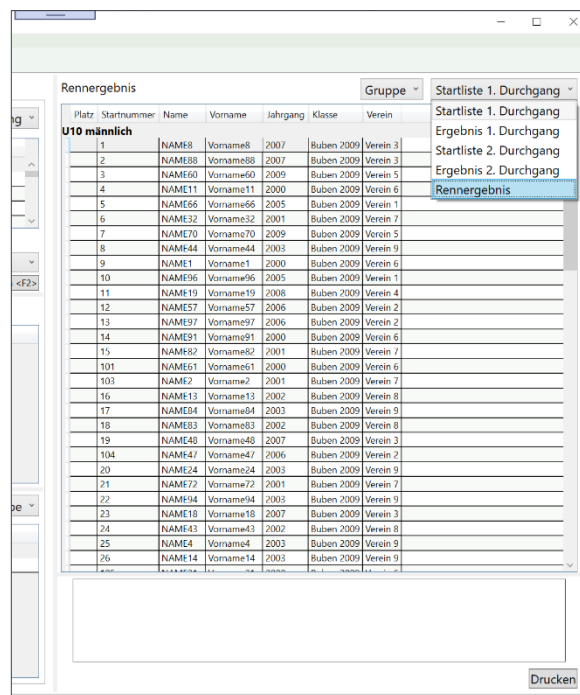 Rennergebnis Gruppe Startliste 1. Durchgang
ng
Startliste 1. Durchgang
Ergebnis 1. Durchgang
Startliste 2. Durchgang
Ergebnis 2. Durchgang
Rennergebnis
<F2>
pe
Platz Startnummer Name Vorname Jahrgang Klasse Verein
U10 männlich
1 NAME8 Vorname8 2007 Buben 2009 Verein 3
2 NAME88 Vorname88 2007 Buben 2009 Verein 3
3 NAME60 Vorname60 2009 Buben 2009 Verein 5
4 NAME11 Vorname11 2000 Buben 2009 Verein 6
5 NAME66 Vorname66 2005 Buben 2009 Verein 1
6 NAME32 Vorname32 2001 Buben 2009 Verein 7
7 NAME70 Vorname70 2009 Buben 2009 Verein 5
8 NAME44 Vorname44 2003 Buben 2009 Verein 9
9 NAME1 Vorname1 2000 Buben 2009 Verein 6
10 NAME96 Vorname96 2005 Buben 2009 Verein 1
11 NAME19 Vorname19 2008 Buben 2009 Verein 4
12 NAME57 Vorname57 2006 Buben 2009 Verein 2
13 NAME97 Vorname97 2006 Buben 2009 Verein 2
14 NAME91 Vorname91 2000 Buben 2009 Verein 6
15 NAME82 Vorname82 2001 Buben 2009 Verein 7
101 NAME61 Vorname61 2000 Buben 2009 Verein 6
103 NAME2 Vorname2 2001 Buben 2009 Verein 7
16 NAME13 Vorname13 2002 Buben 2009 Verein 8
17 NAME84 Vorname84 2003 Buben 2009 Verein 9
18 NAME83 Vorname83 2002 Buben 2009 Verein 8
19 NAME48 Vorname48 2007 Buben 2009 Verein 3
104 NAME47 Vorname47 2006 Buben 2009 Verein 2
20 NAME24 Vorname24 2003 Buben 2009 Verein 9
21 NAME72 Vorname72 2001 Buben 2009 Verein 7
22 NAME94 Vorname94 2003 Buben 2009 Verein 9
23 NAME18 Vorname18 2007 Buben 2009 Verein 3
24 NAME43 Vorname43 2002 Buben 2009 Verein 8
25 NAME4 Vorname4 2003 Buben 2009 Verein 9
26 NAME14 Vorname14 2003 Buben 2009 Verein 9
Drucken